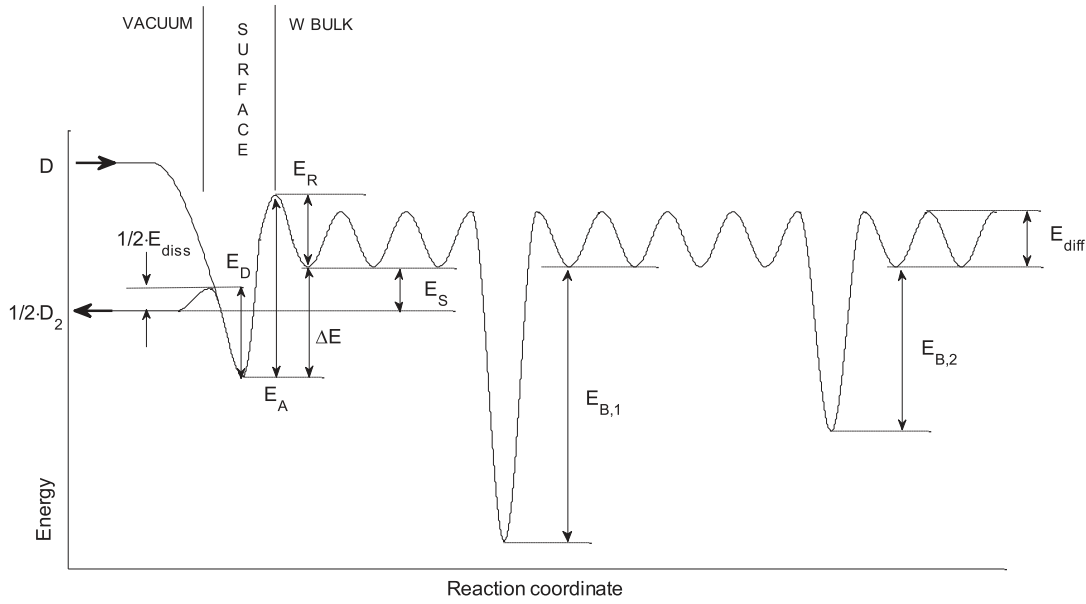 VACUUM
SURFACE
W BULK
D
E_R
1/2·E_diss
E_D
E_diff
E_S
1/2·D_2
ΔE
E_B,2
E_A
E_B,1
Energy
Reaction coordinate